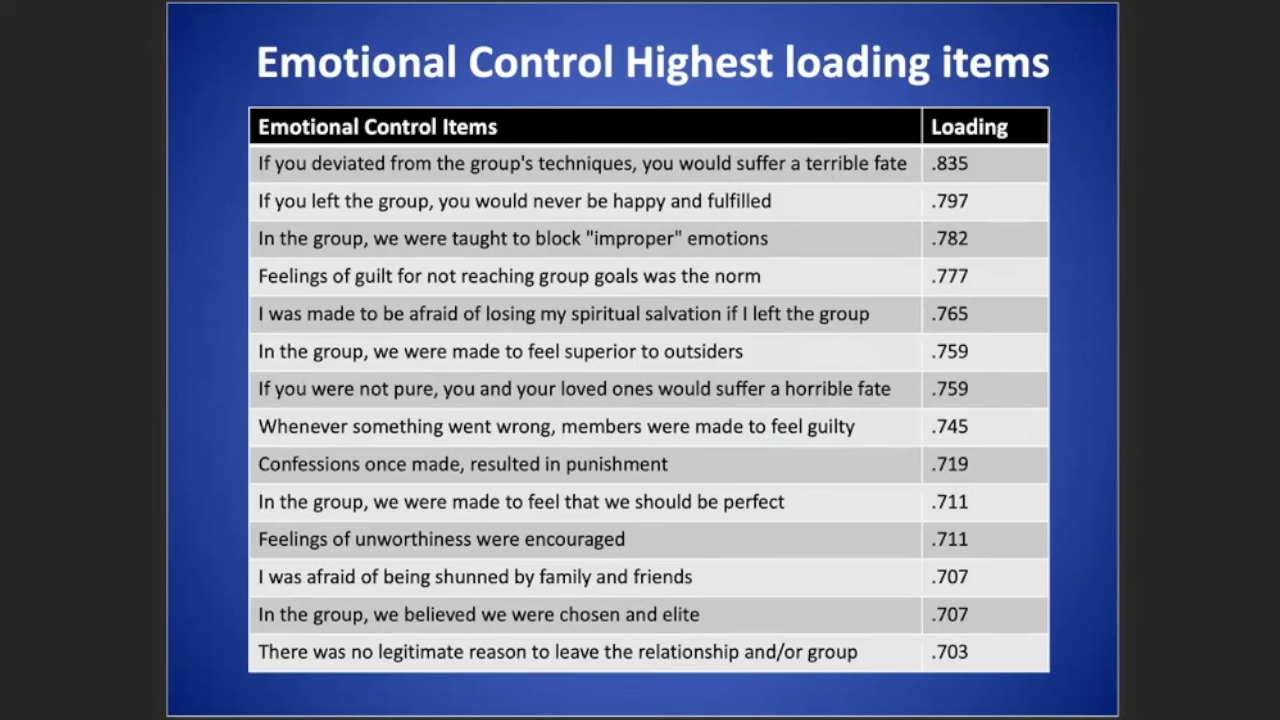 Emotional Control Highest loading items
Emotional Control Items Loading
If you deviated from the group's techniques, you would suffer a terrible fate .835
If you left the group, you would never be happy and fulfilled .797
In the group, we were taught to block "improper" emotions .782
Feelings of guilt for not reaching group goals was the norm .777
I was made to be afraid of losing my spiritual salvation if I left the group .765
In the group, we were made to feel superior to outsiders .759
If you were not pure, you and your loved ones would suffer a horrible fate .759
Whenever something went wrong, members were made to feel guilty .745
Confessions once made, resulted in punishment .719
In the group, we were made to feel that we should be perfect .711
Feelings of unworthiness were encouraged .711
I was afraid of being shunned by family and friends .707
In the group, we believed we were chosen and elite .707
There was no legitimate reason to leave the relationship and/or group .703